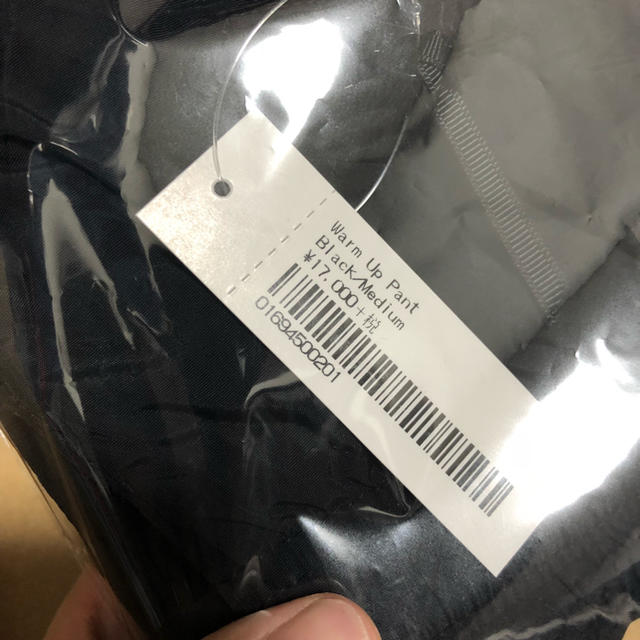 Warm Up Pant
Black/Medium
¥17,000+税
01694500201